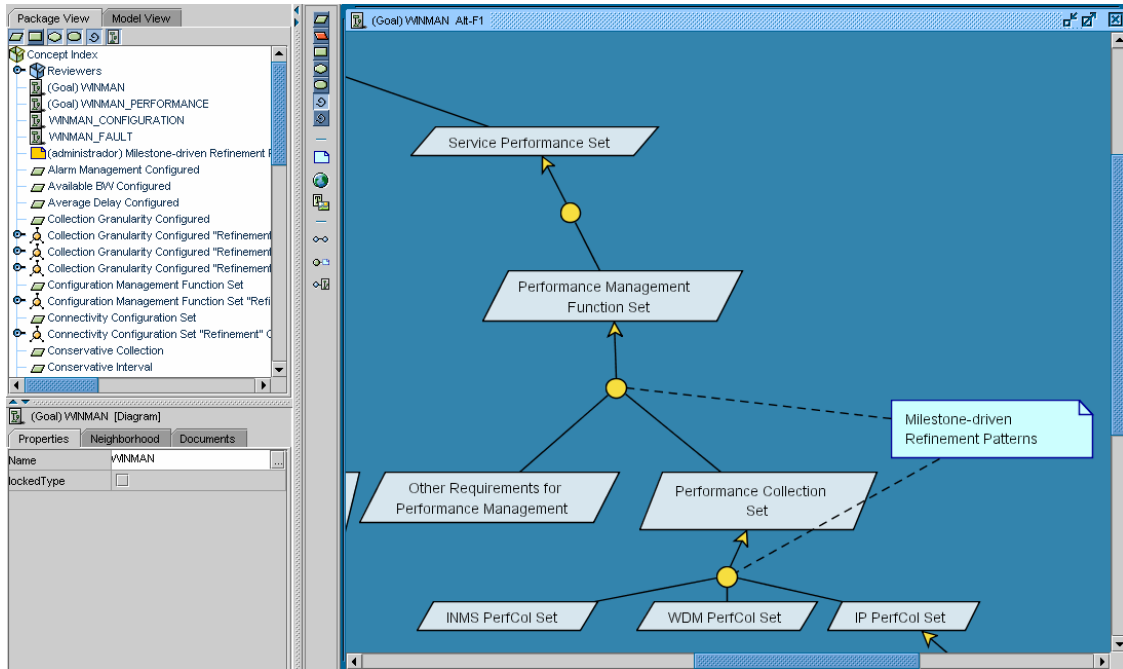 Package View
Model View
Concept Index
Reviewers
(Goal) WINMAN
(Goal) WINMAN_PERFORMANCE
WINMAN_CONFIGURATION
WINMAN_FAULT
(administrador) Milestone-driven Refinement
Alarm Management Configured
Available BW Configured
Average Delay Configured
Collection Granularity Configured
Collection Granularity Configured "Refinement
Collection Granularity Configured "Refinement
Collection Granularity Configured "Refinement
Configuration Management Function Set
Configuration Management Function Set "Refi
Connectivity Configuration Set
Connectivity Configuration Set "Refinement"
Conservative Collection
Conservative Interval
(Goal) WINMAN [Diagram]
Properties
Neighborhood
Documents
Name
WINMAN
...
lockedType
(Goal) WINMAN Alt-F1
Service Performance Set
Performance Management
Function Set
Milestone-driven
Refinement Patterns
Other Requirements for
Performance Management
Performance Collection
Set
INMS PerfCol Set
WDM PerfCol Set
IP PerfCol Set